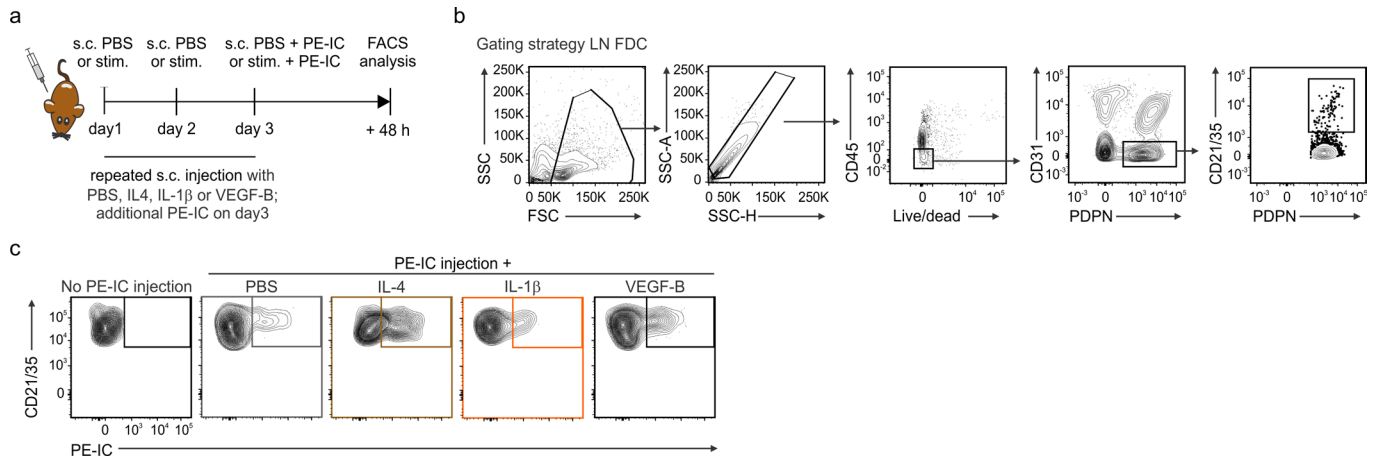 a
s.c. PBS s.c. PBS s.c. PBS + PE-IC FACS
or stim. or stim. or stim. + PE-IC analysis
day1 day 2 day 3 + 48 h
repeated s.c. injection with
PBS, IL4, IL-1β or VEGF-B;
additional PE-IC on day3
b
Gating strategy LN FDC
SSC
250K
200K
150K
100K
50K
0
0 50K 150K 250K
FSC
SSC-A
250K
200K
150K
100K
50K
0
0 50K 150K 250K
SSC-H
CD45
10⁵
10⁴
10²
0
-10²
-10³ 0 10³ 10⁴ 10⁵
Live/dead
CD31
10⁵
10⁴
10³
0
-10³
-10³ 0 10³ 10⁴ 10⁵
PDPN
CD21/35
10⁵
10⁴
10³
0
-10³
-10³ 0 10³ 10⁴ 10⁵
PDPN
c
PE-IC injection +
No PE-IC injection PBS IL-4 IL-1β VEGF-B
CD21/35
10⁵
10⁴
10³
0
0 10³ 10⁴ 10⁵
PE-IC